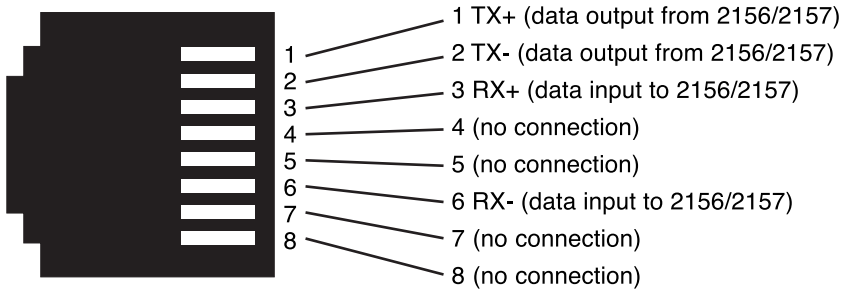 1 1 TX+ (data output from 2156/2157)
2 2 TX- (data output from 2156/2157)
3 3 RX+ (data input to 2156/2157)
4 4 (no connection)
5 5 (no connection)
6 6 RX- (data input to 2156/2157)
7 7 (no connection)
8 8 (no connection)